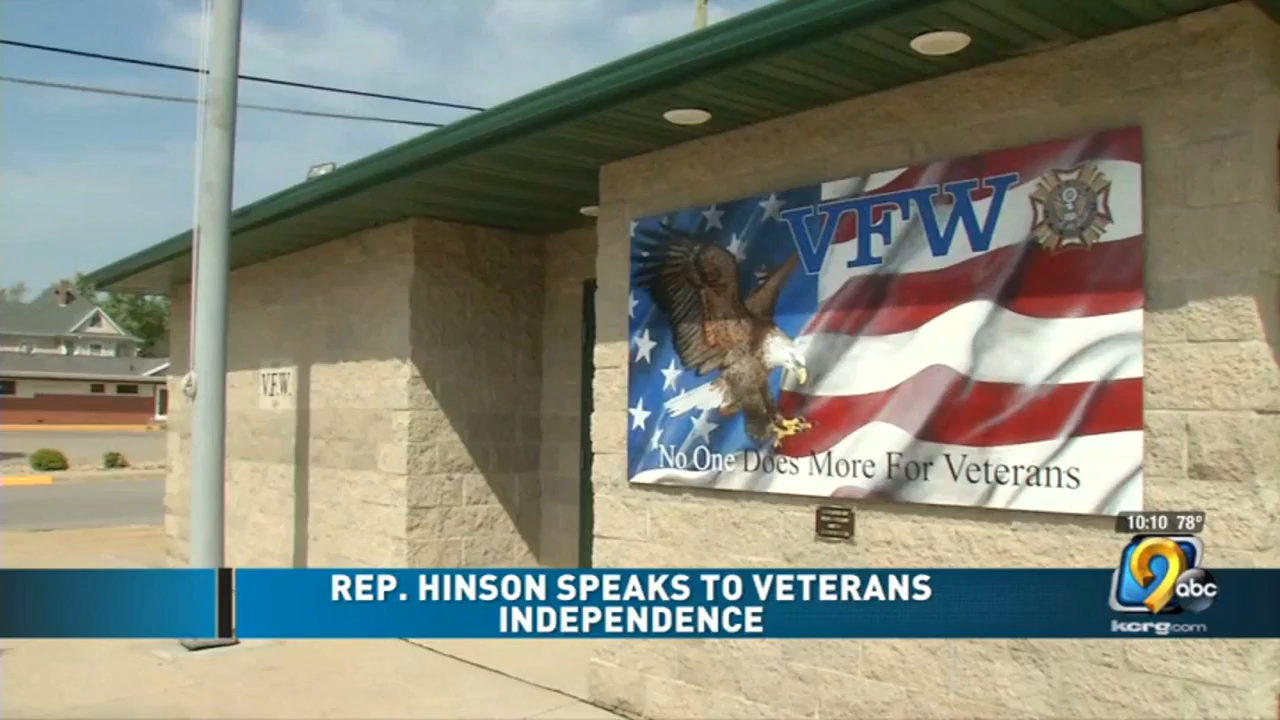 VFW
No One Does More For Veterans
V.F.W.
10:10 78°
9
abc
kcrg.com
REP. HINSON SPEAKS TO VETERANS
INDEPENDENCE